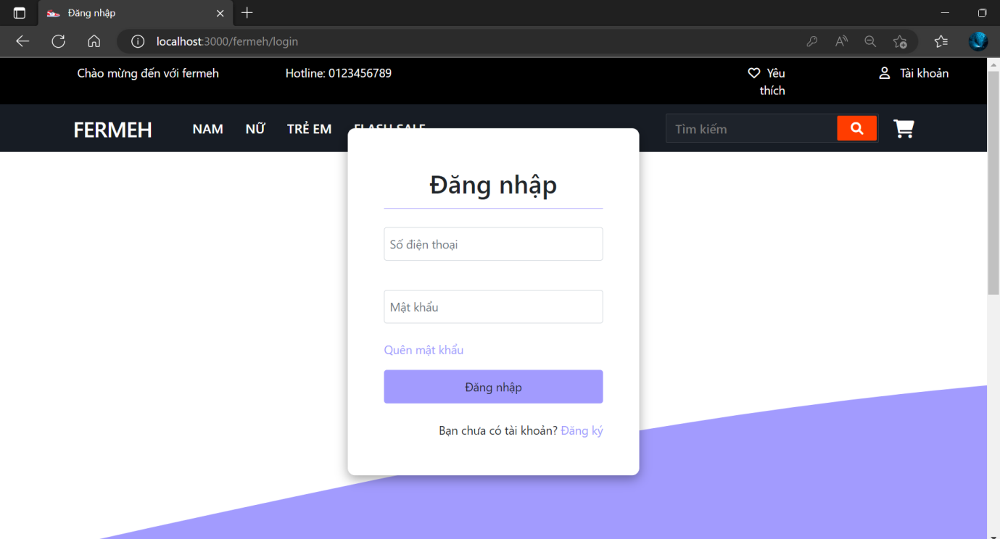 Đăng nhập
localhost:3000/fermeh/login
Chào mừng đến với fermeh Hotline: 0123456789 Yêu thích Tài khoản
FERMEH NAM NỮ TRẺ EM FLASH SALE Tìm kiếm
Đăng nhập
Số điện thoại
Mật khẩu
Quên mật khẩu
Đăng nhập
Bạn chưa có tài khoản? Đăng ký